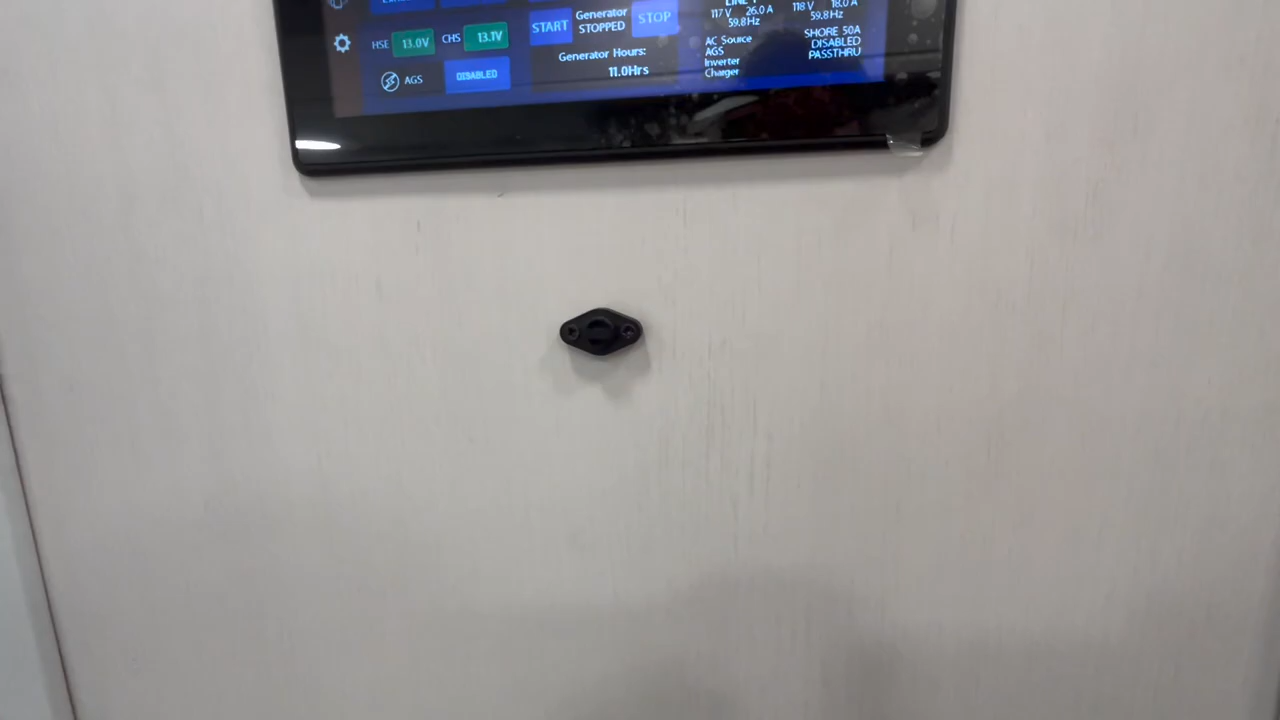 START
Generator
STOPPED
STOP
117 V 26.0 A
59.8Hz
118 V 18.0 A
59.8Hz
HSE 13.0V CHS 13.1V
Generator Hours:
11.0Hrs
AGS DISABLED
AC Source SHORE 50A
AGS DISABLED
Inverter PASSTHRU
Charger